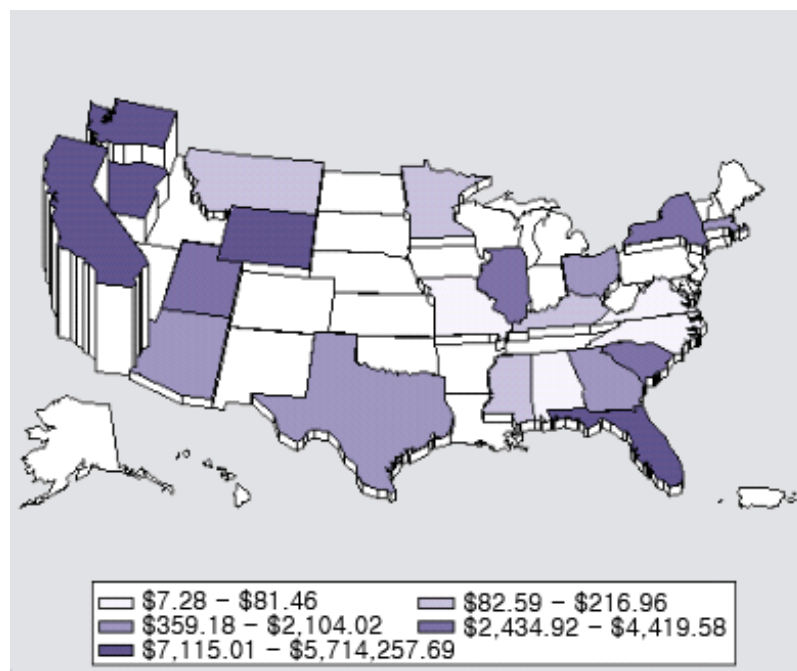 $7.28 – $81.46 $82.59 – $216.96
$359.18 – $2,104.02 $2,434.92 – $4,419.58
$7,115.01 – $5,714,257.69